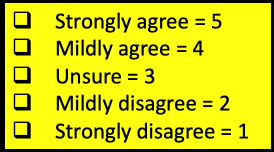 ❑ Strongly agree = 5
❑ Mildly agree = 4
❑ Unsure = 3
❑ Mildly disagree = 2
❑ Strongly disagree = 1